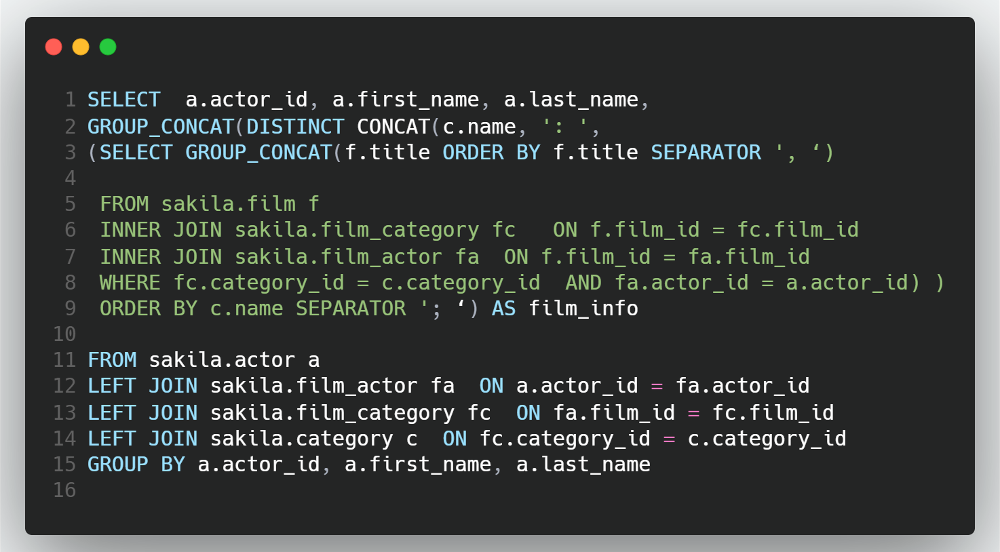 1 SELECT  a.actor_id, a.first_name, a.last_name,
2 GROUP_CONCAT(DISTINCT CONCAT(c.name, ': ',
3 (SELECT GROUP_CONCAT(f.title ORDER BY f.title SEPARATOR ', ‘)
4
5  FROM sakila.film f
6  INNER JOIN sakila.film_category fc   ON f.film_id = fc.film_id
7  INNER JOIN sakila.film_actor fa  ON f.film_id = fa.film_id
8  WHERE fc.category_id = c.category_id  AND fa.actor_id = a.actor_id) )
9  ORDER BY c.name SEPARATOR '; ‘) AS film_info
10
11 FROM sakila.actor a
12 LEFT JOIN sakila.film_actor fa  ON a.actor_id = fa.actor_id
13 LEFT JOIN sakila.film_category fc  ON fa.film_id = fc.film_id
14 LEFT JOIN sakila.category c  ON fc.category_id = c.category_id
15 GROUP BY a.actor_id, a.first_name, a.last_name
16